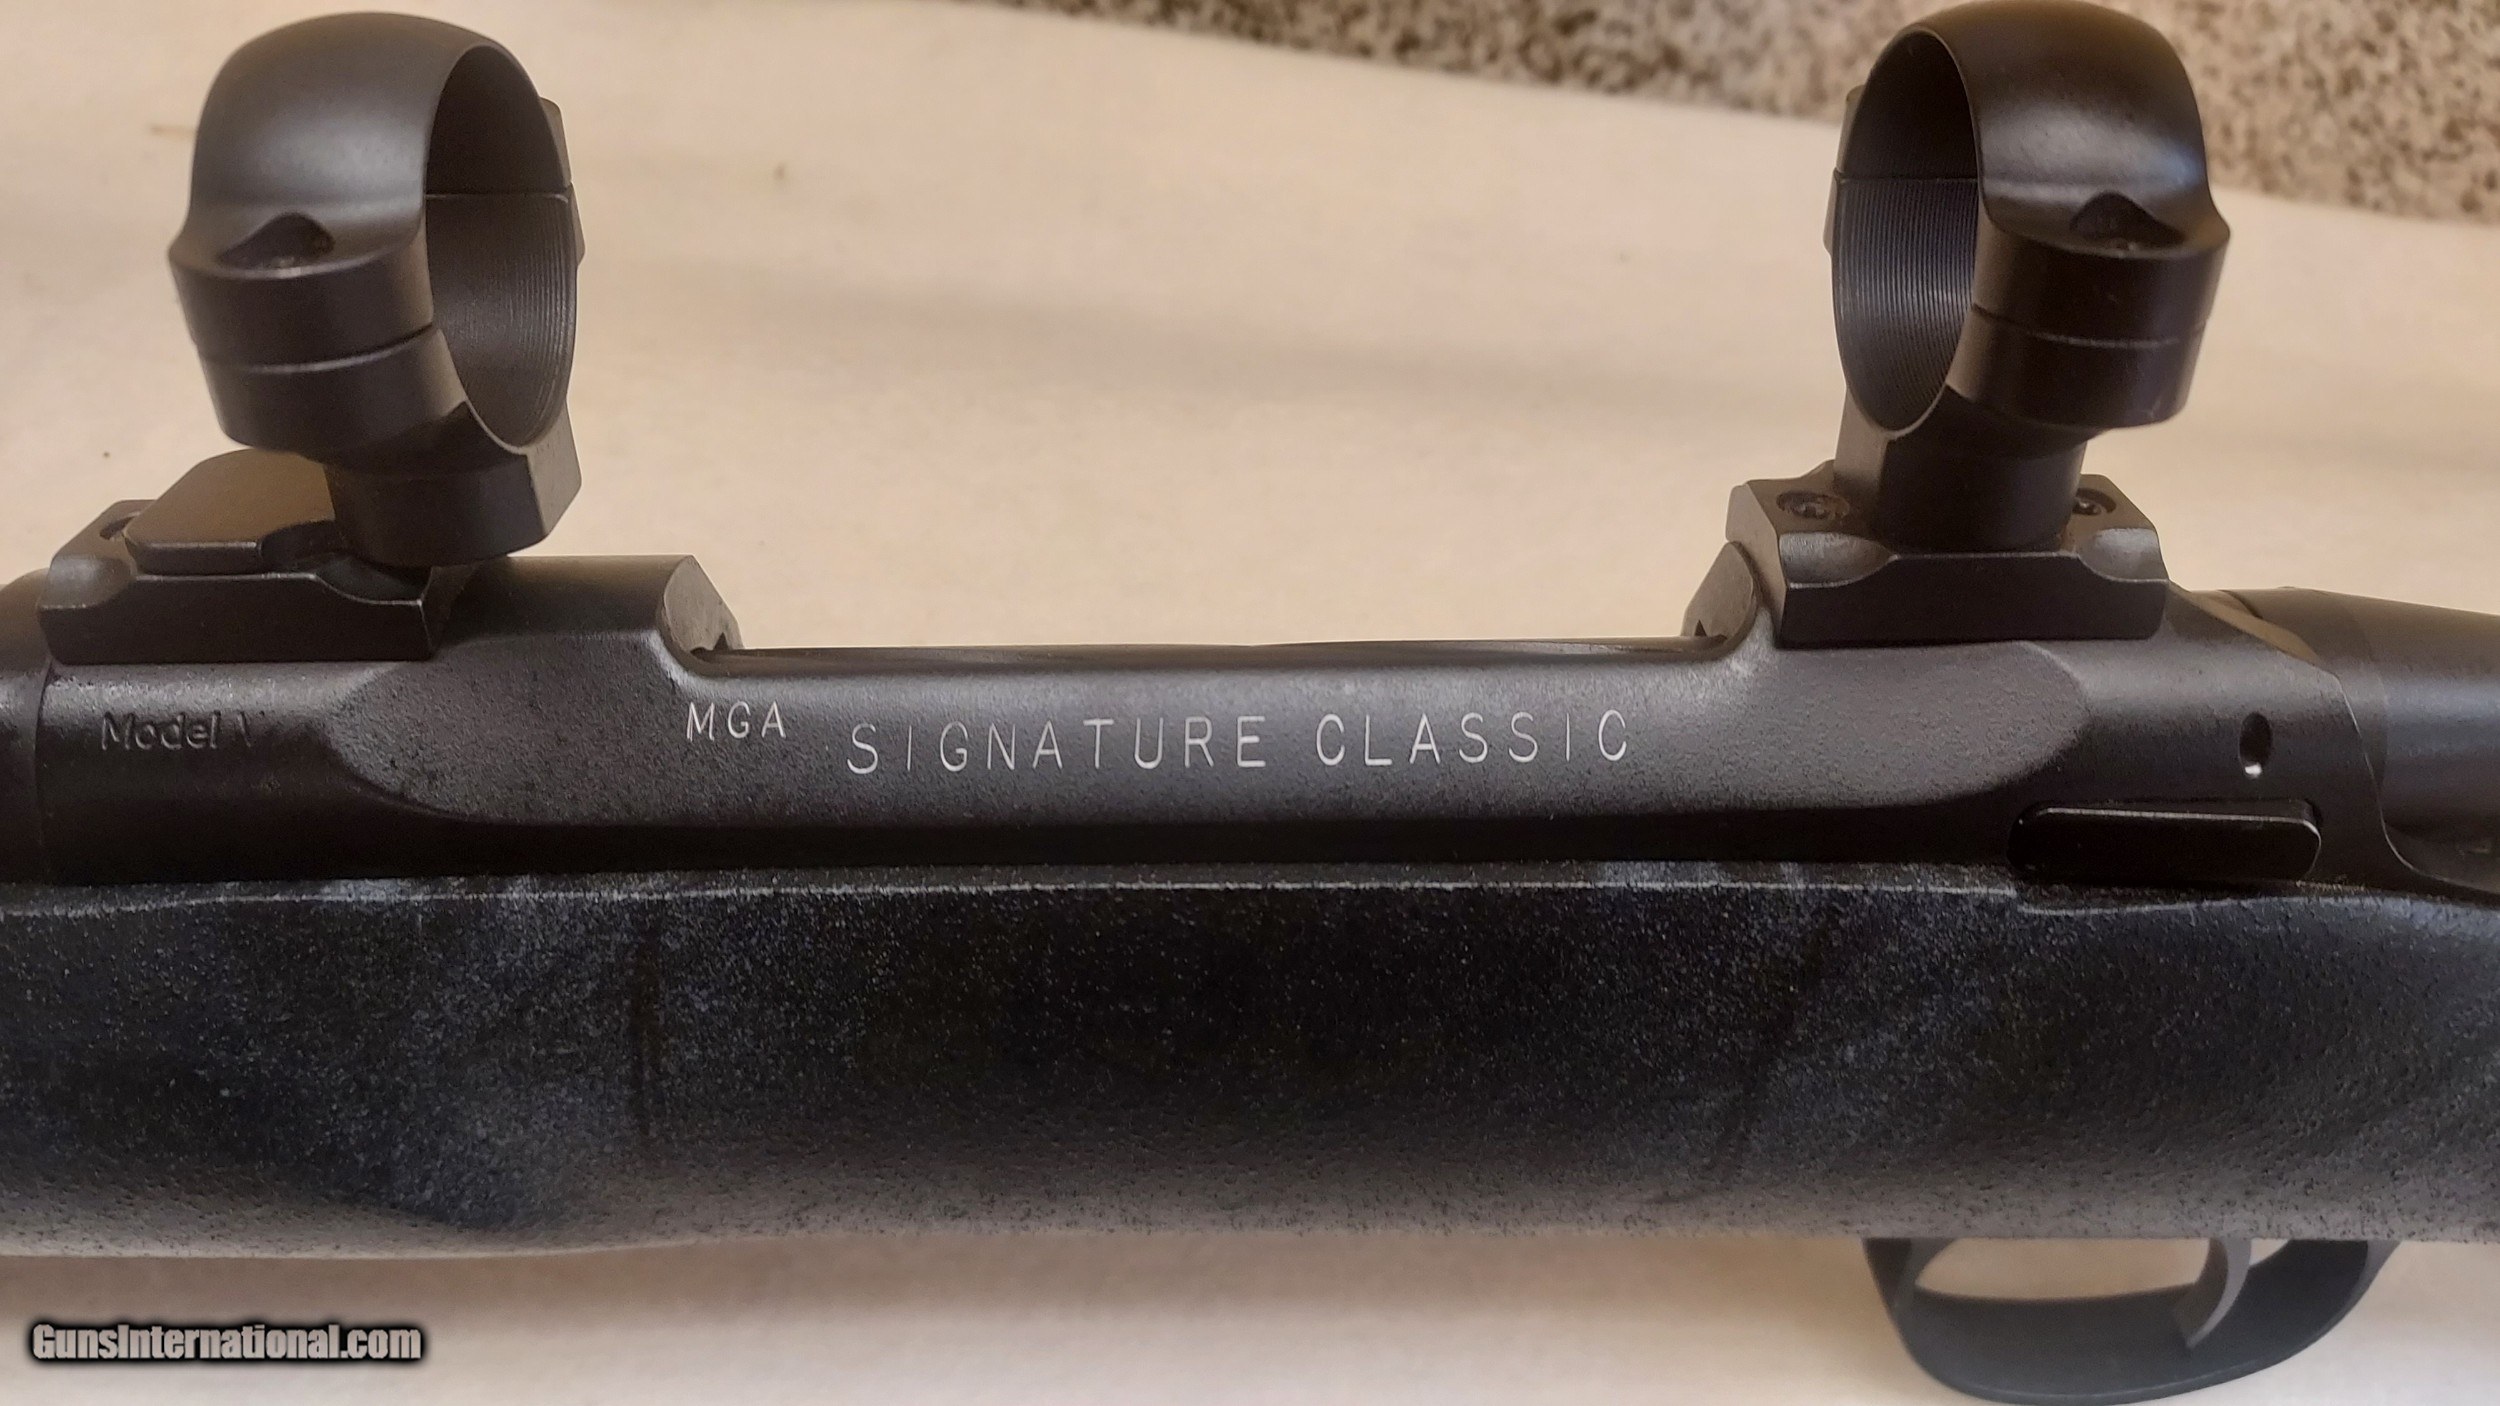 Model
MGA SIGNATURE CLASSIC
GunsInternational.com